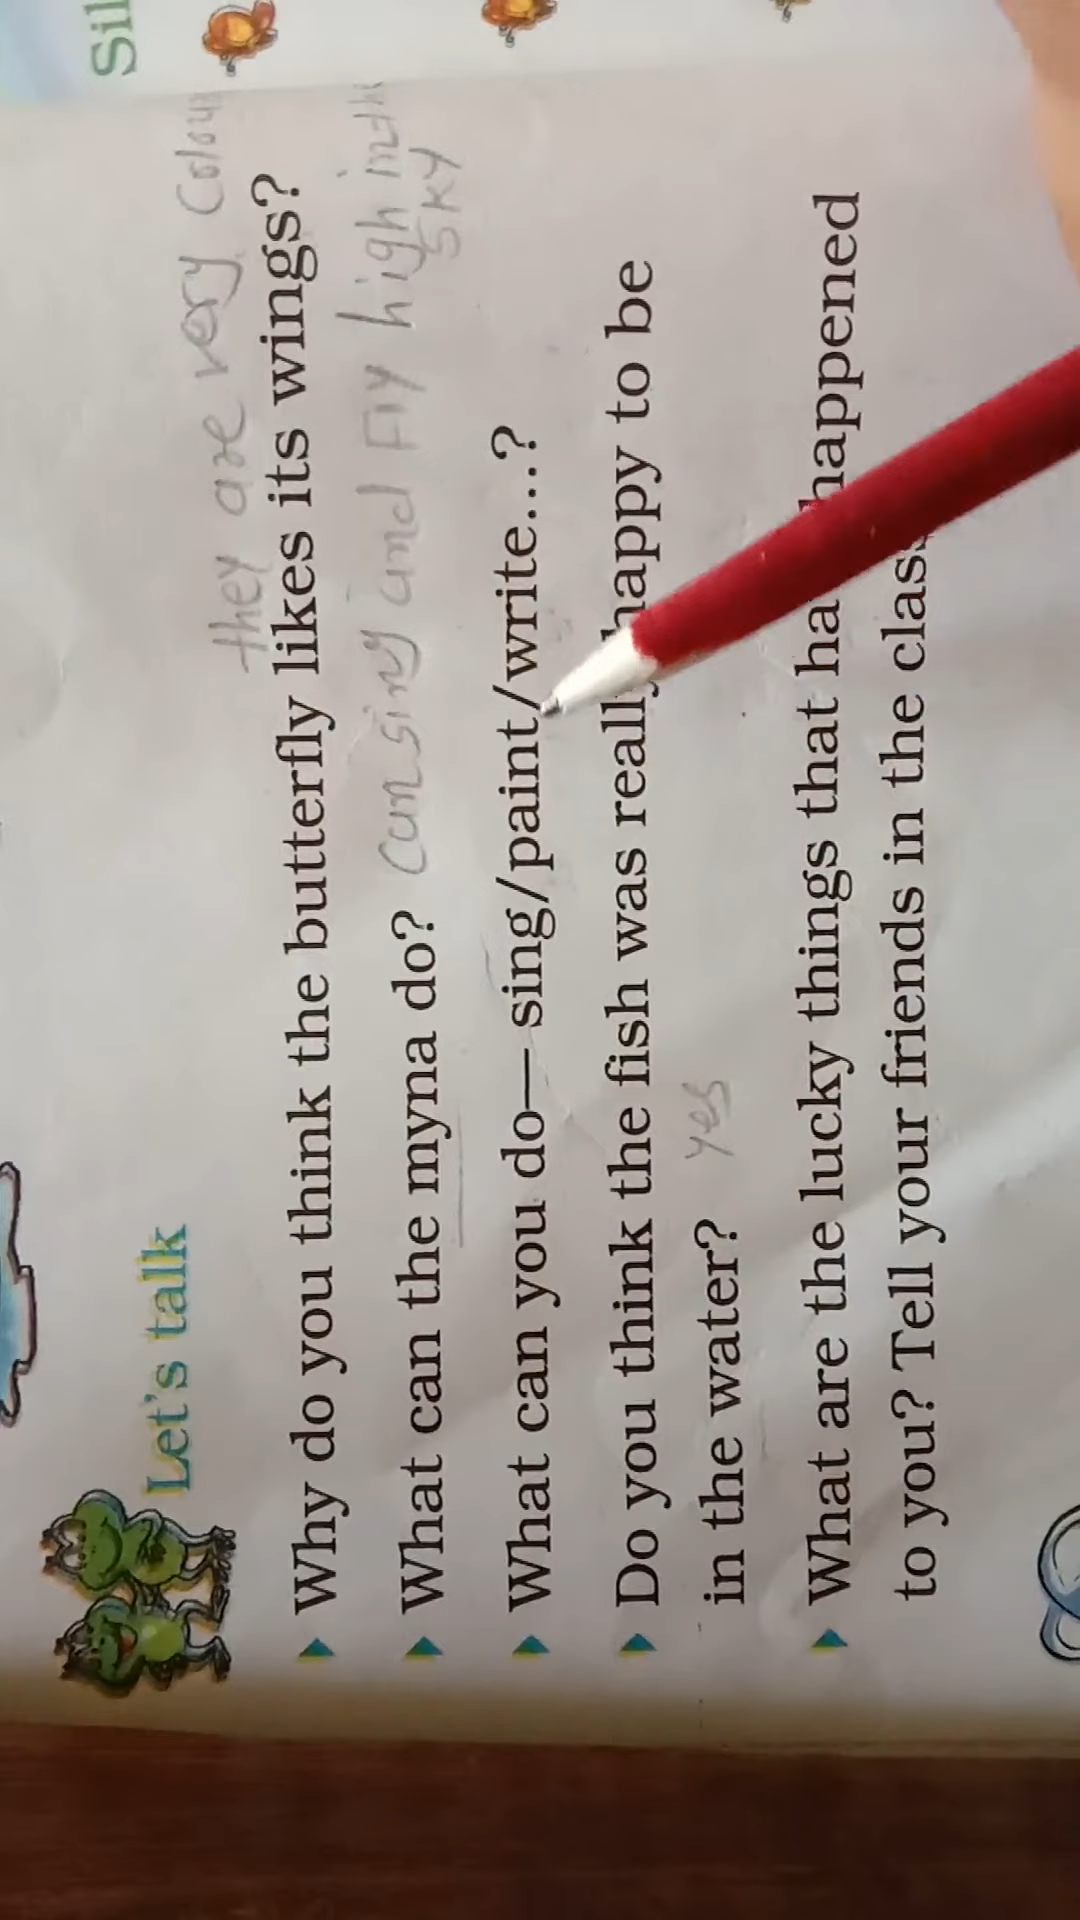 Sil
Let's talk
they are very Colou
Why do you think the butterfly likes its wings?
What can the myna do? can sing and Fly high in the
Sky
What can you do— sing/paint/write....?
Do you think the fish was really happy to be
in the water? yes
What are the lucky things that ha happened
to you? Tell your friends in the class